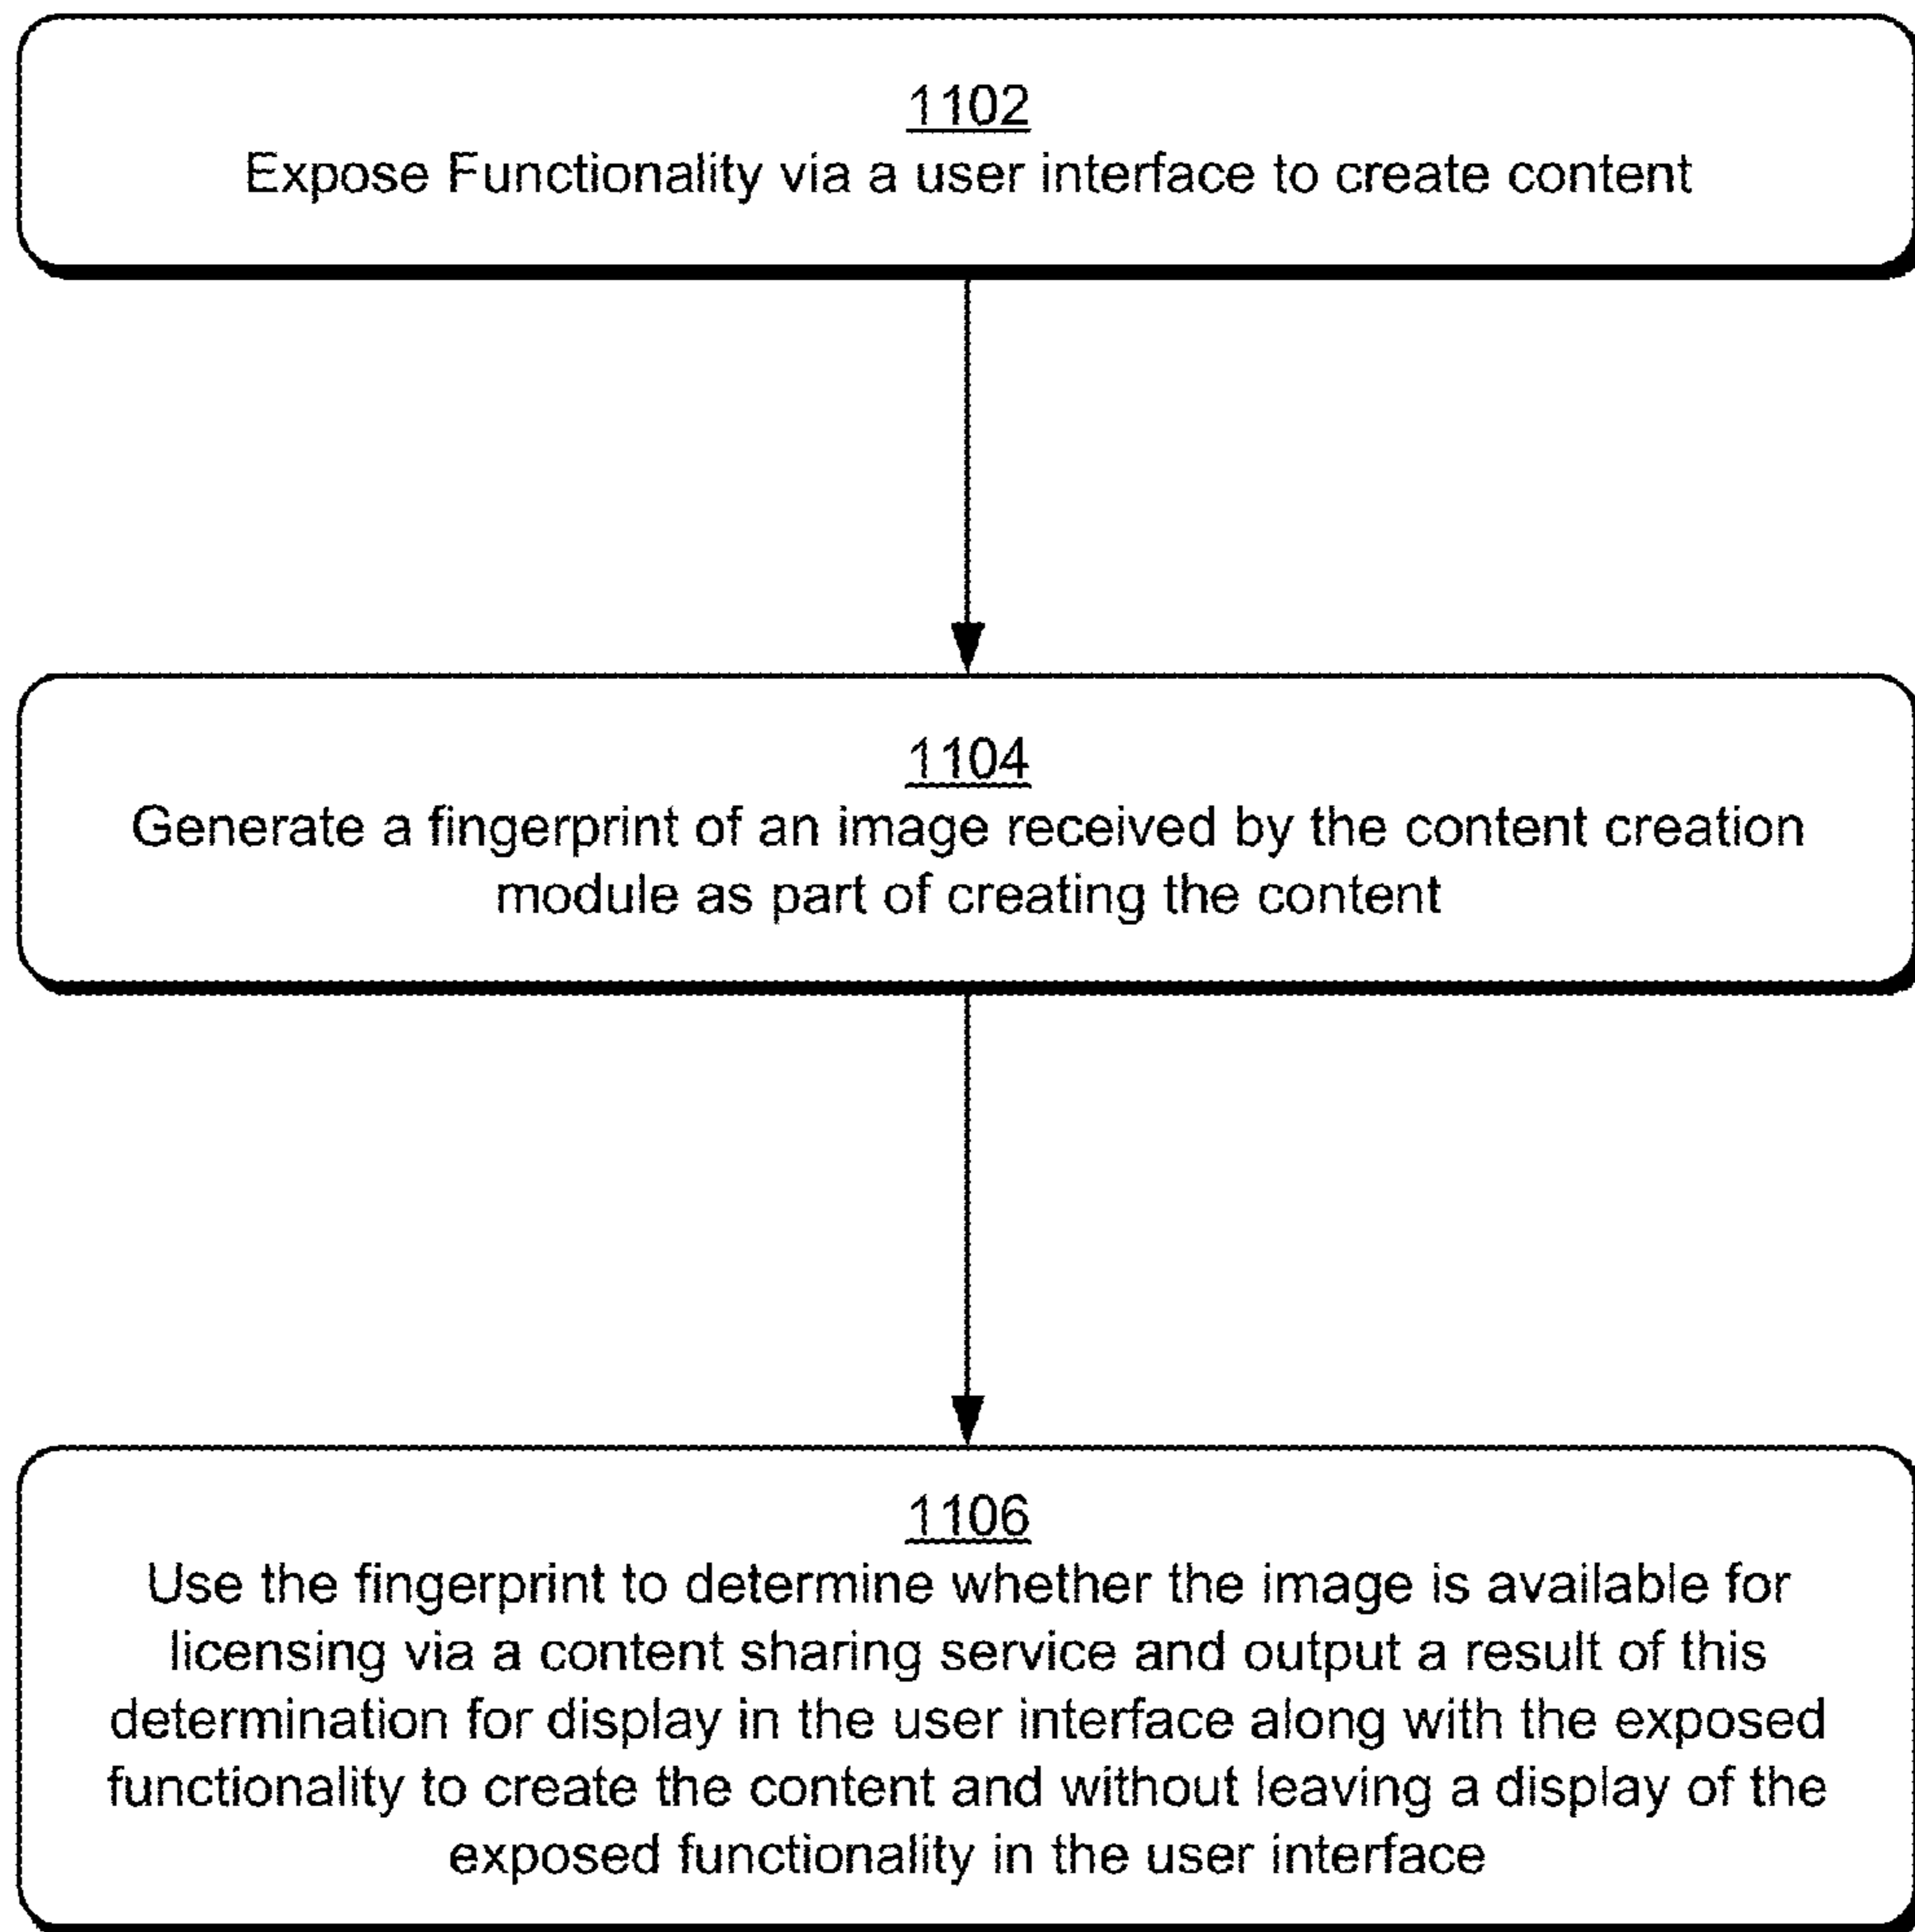 1102
Expose Functionality via a user interface to create content
1104
Generate a fingerprint of an image received by the content creation
module as part of creating the content
1106
Use the fingerprint to determine whether the image is available for
licensing via a content sharing service and output a result of this
determination for display in the user interface along with the exposed
functionality to create the content and without leaving a display of the
exposed functionality in the user interface